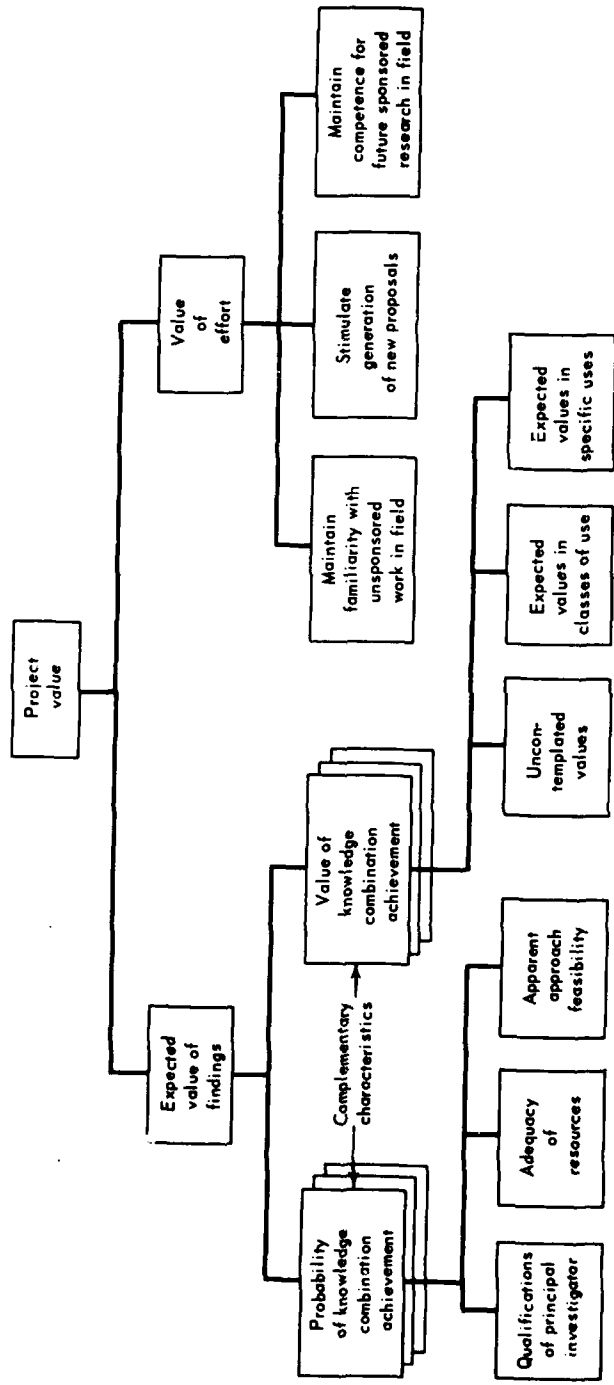 Project
value
Expected
value of
findings
Value
of
effort
Probability
of knowledge
combination
achievement
Complementary
characteristics
Value of
knowledge
combination
achievement
Maintain
familiarity with
unsponsored
work in field
Stimulate
generation
of new proposals
Maintain
competence for
future sponsored
research in field
Qualifications
of principal
investigator
Adequacy
of
resources
Apparent
approach
feasibility
Uncon-
templated
values
Expected
values in
classes of use
Expected
values in
specific uses